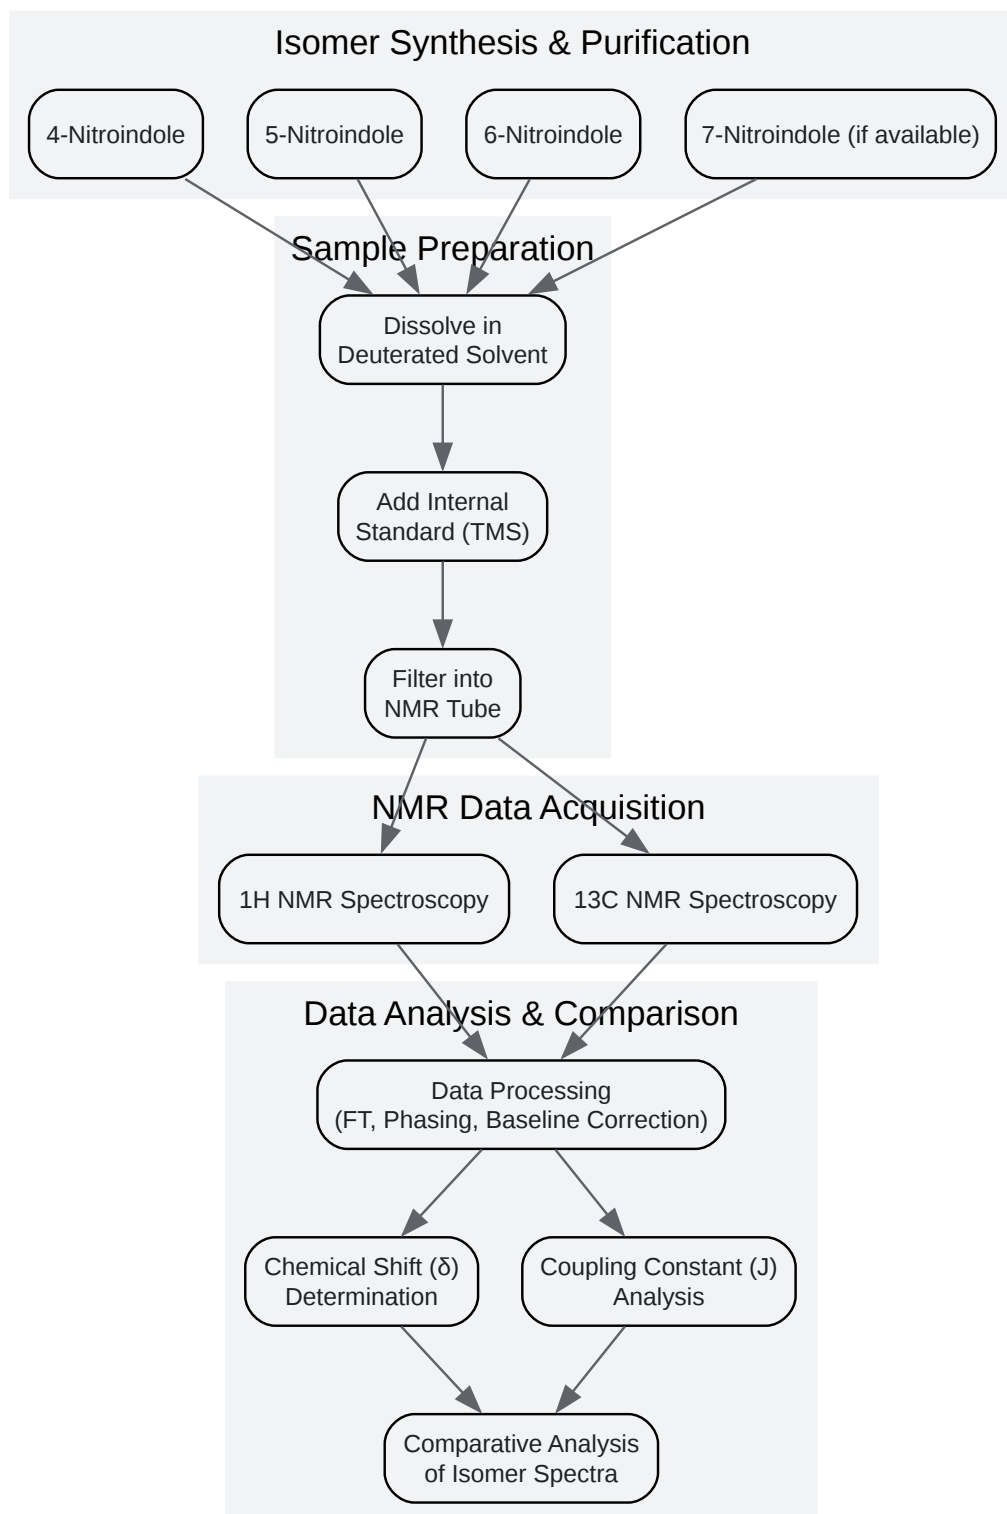 Isomer Synthesis & Purification
4-Nitroindole
5-Nitroindole
6-Nitroindole
7-Nitroindole (if available)
Sample Preparation
Dissolve in
Deuterated Solvent
Add Internal
Standard (TMS)
Filter into
NMR Tube
NMR Data Acquisition
1H NMR Spectroscopy
13C NMR Spectroscopy
Data Analysis & Comparison
Data Processing
(FT, Phasing, Baseline Correction)
Chemical Shift (δ)
Determination
Coupling Constant (J)
Analysis
Comparative Analysis
of Isomer Spectra